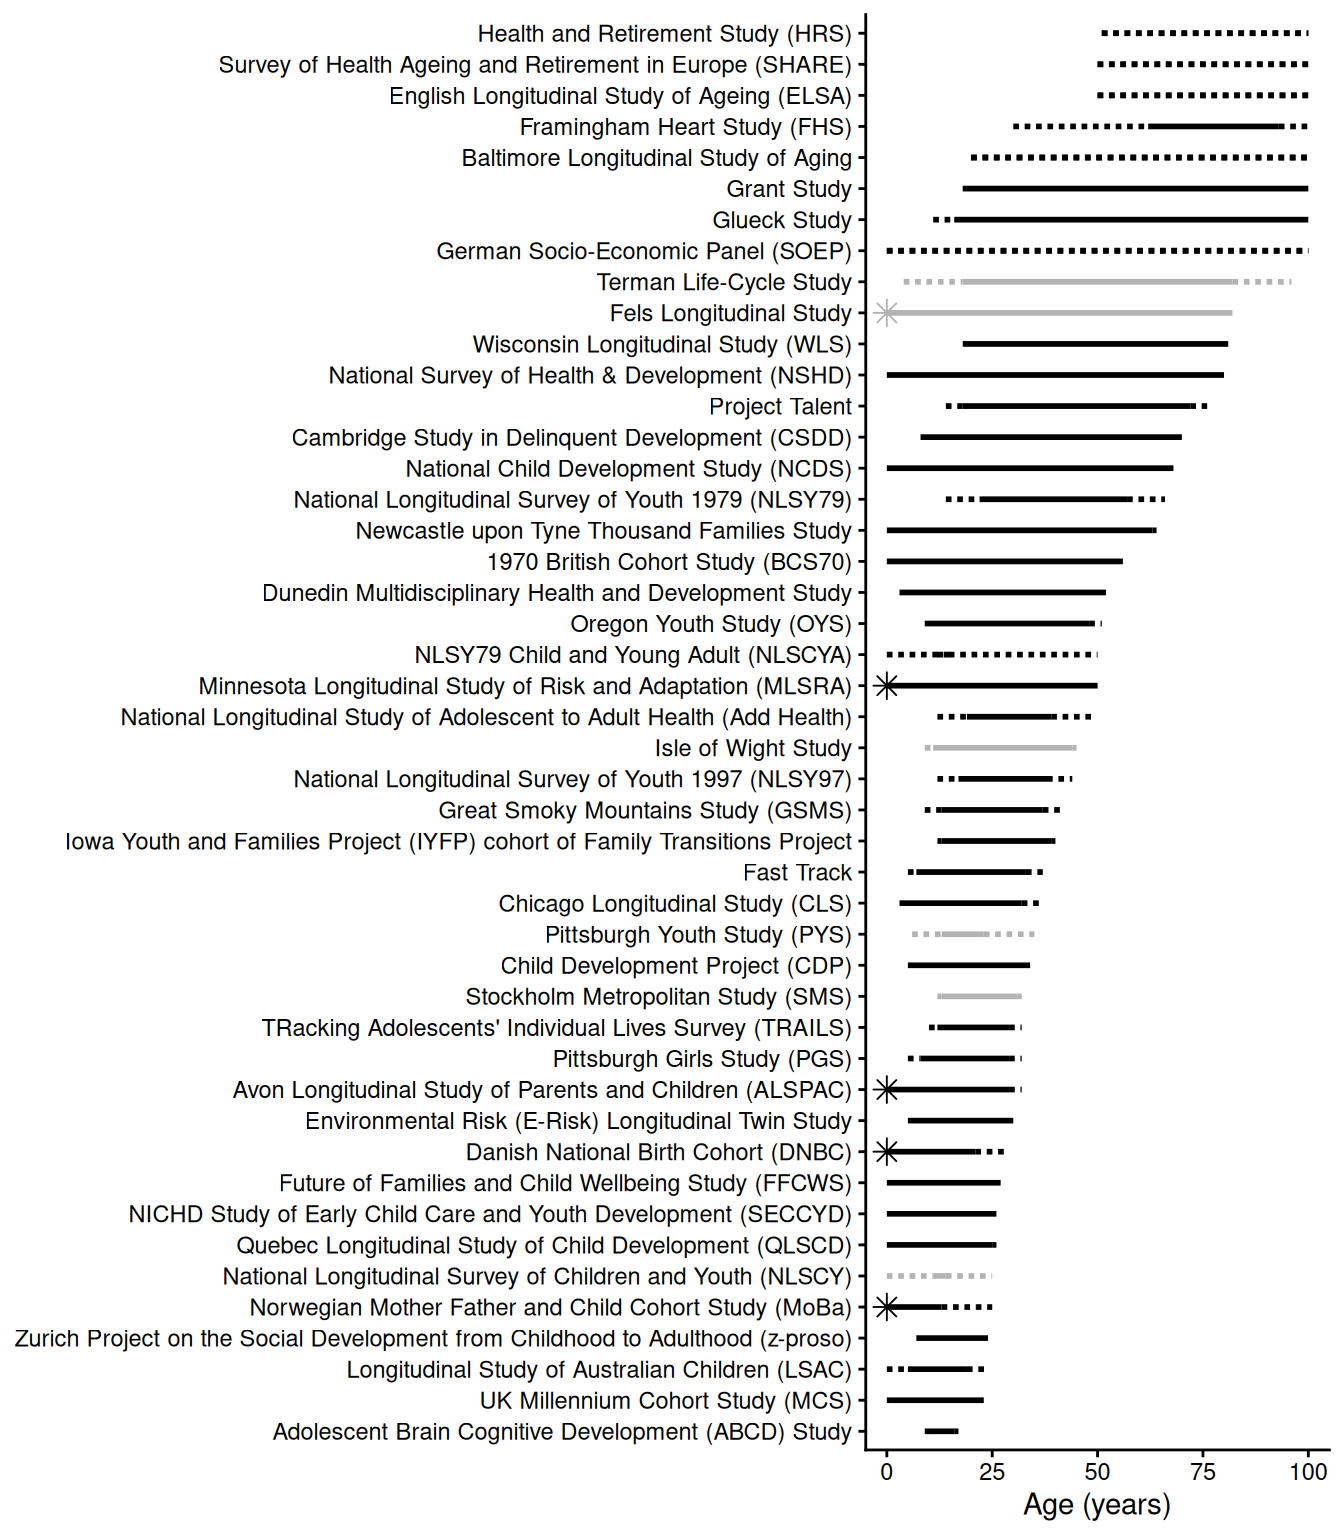 Health and Retirement Study (HRS)
Survey of Health Ageing and Retirement in Europe (SHARE)
English Longitudinal Study of Ageing (ELSA)
Framingham Heart Study (FHS)
Baltimore Longitudinal Study of Aging
Grant Study
Glueck Study
German Socio-Economic Panel (SOEP)
Terman Life-Cycle Study
Fels Longitudinal Study
Wisconsin Longitudinal Study (WLS)
National Survey of Health & Development (NSHD)
Project Talent
Cambridge Study in Delinquent Development (CSDD)
National Child Development Study (NCDS)
National Longitudinal Survey of Youth 1979 (NLSY79)
Newcastle upon Tyne Thousand Families Study
1970 British Cohort Study (BCS70)
Dunedin Multidisciplinary Health and Development Study
Oregon Youth Study (OYS)
NLSY79 Child and Young Adult (NLSCYA)
Minnesota Longitudinal Study of Risk and Adaptation (MLSRA)
National Longitudinal Study of Adolescent to Adult Health (Add Health)
Isle of Wight Study
National Longitudinal Survey of Youth 1997 (NLSY97)
Great Smoky Mountains Study (GSMS)
Iowa Youth and Families Project (IYFP) cohort of Family Transitions Project
Fast Track
Chicago Longitudinal Study (CLS)
Pittsburgh Youth Study (PYS)
Child Development Project (CDP)
Stockholm Metropolitan Study (SMS)
TRacking Adolescents' Individual Lives Survey (TRAILS)
Pittsburgh Girls Study (PGS)
Avon Longitudinal Study of Parents and Children (ALSPAC)
Environmental Risk (E-Risk) Longitudinal Twin Study
Danish National Birth Cohort (DNBC)
Future of Families and Child Wellbeing Study (FFCWS)
NICHD Study of Early Child Care and Youth Development (SECCYD)
Quebec Longitudinal Study of Child Development (QLSCD)
National Longitudinal Survey of Children and Youth (NLSCY)
Norwegian Mother Father and Child Cohort Study (MoBa)
Zurich Project on the Social Development from Childhood to Adulthood (z-proso)
Longitudinal Study of Australian Children (LSAC)
UK Millennium Cohort Study (MCS)
Adolescent Brain Cognitive Development (ABCD) Study
0 25 50 75 100
Age (years)